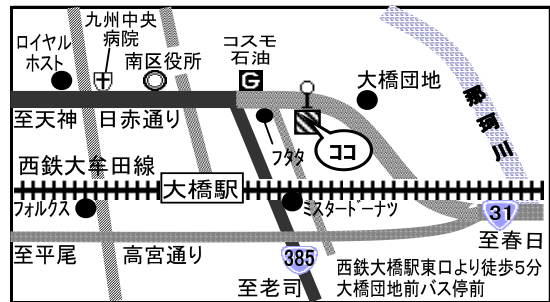 九州中央
病院
ロイヤル
ホスト
南区役所
コスモ
石油
G
大橋団地
那珂川
至天神
日赤通り
フタタ
ココ
西鉄大牟田線
大橋駅
フォルクス
ミスタードーナツ
31
至春日
至平尾
高宮通り
385
至老司
西鉄大橋駅東口より徒歩5分
大橋団地前バス停前